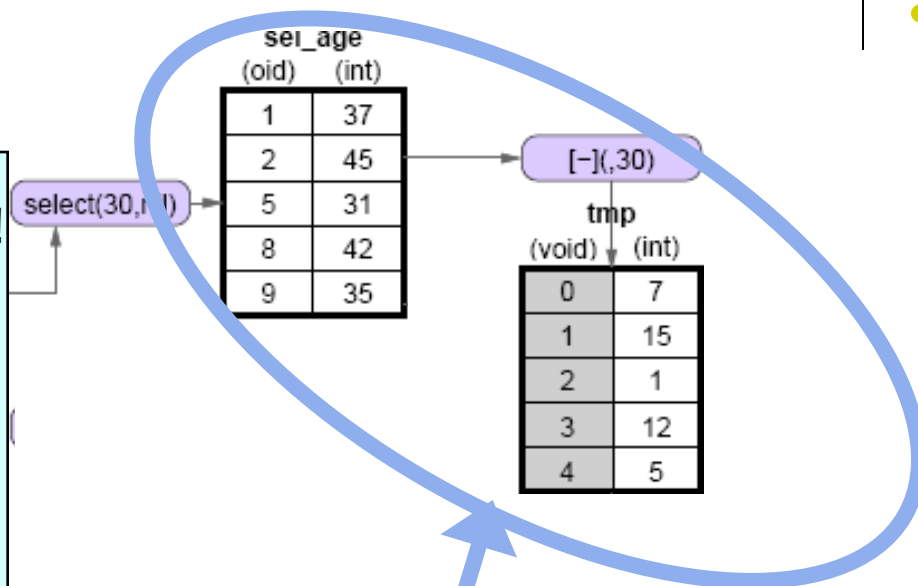 sel_age
(oid) (int)
1 37
2 45
5 31
8 42
9 35
select(30,nil)
[−](,30)
tmp
(void) (int)
0 7
1 15
2 1
3 12
4 5